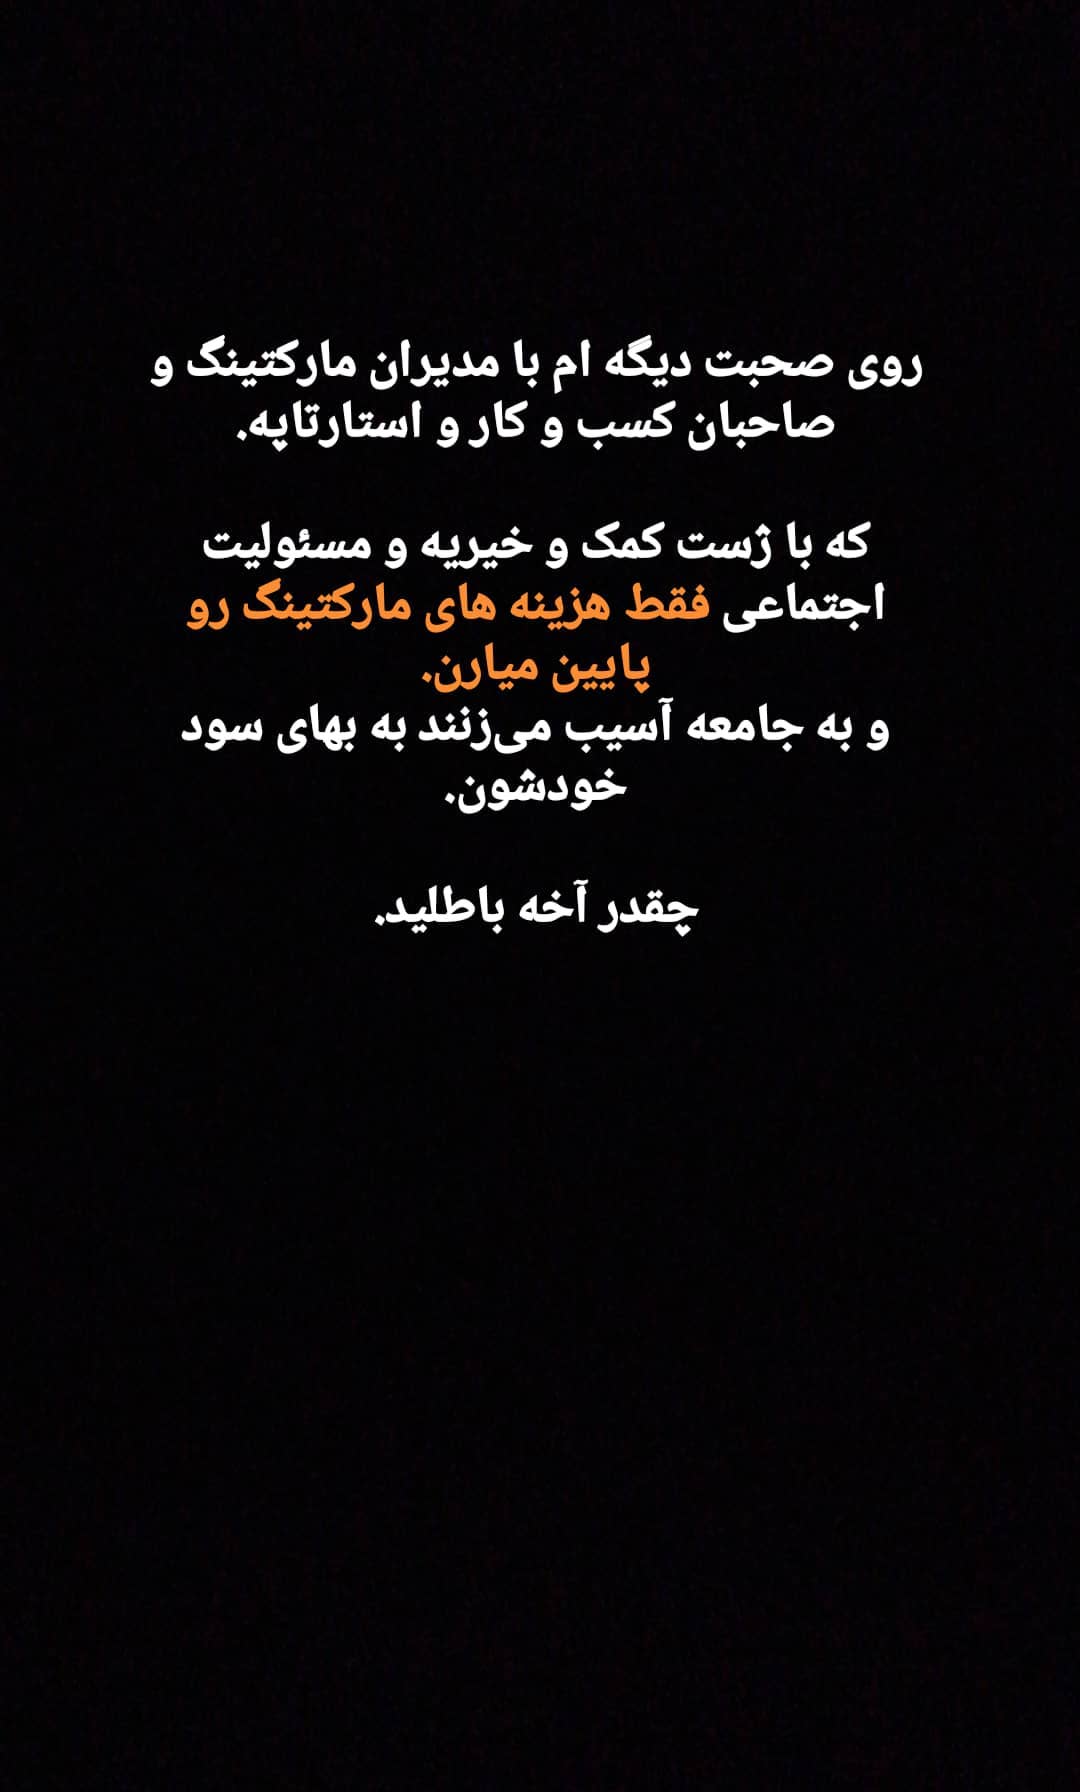 روی صحبت دیگه ام با مدیران مارکتینگ و
صاحبان کسب و کار و استارتاپه.
که با ژست کمک و خیریه و مسئولیت
اجتماعی فقط هزینه های مارکتینگ رو
پایین میارن.
و به جامعه آسیب می‌زنند به بهای سود
خودشون.
چقدر آخه باطلید.